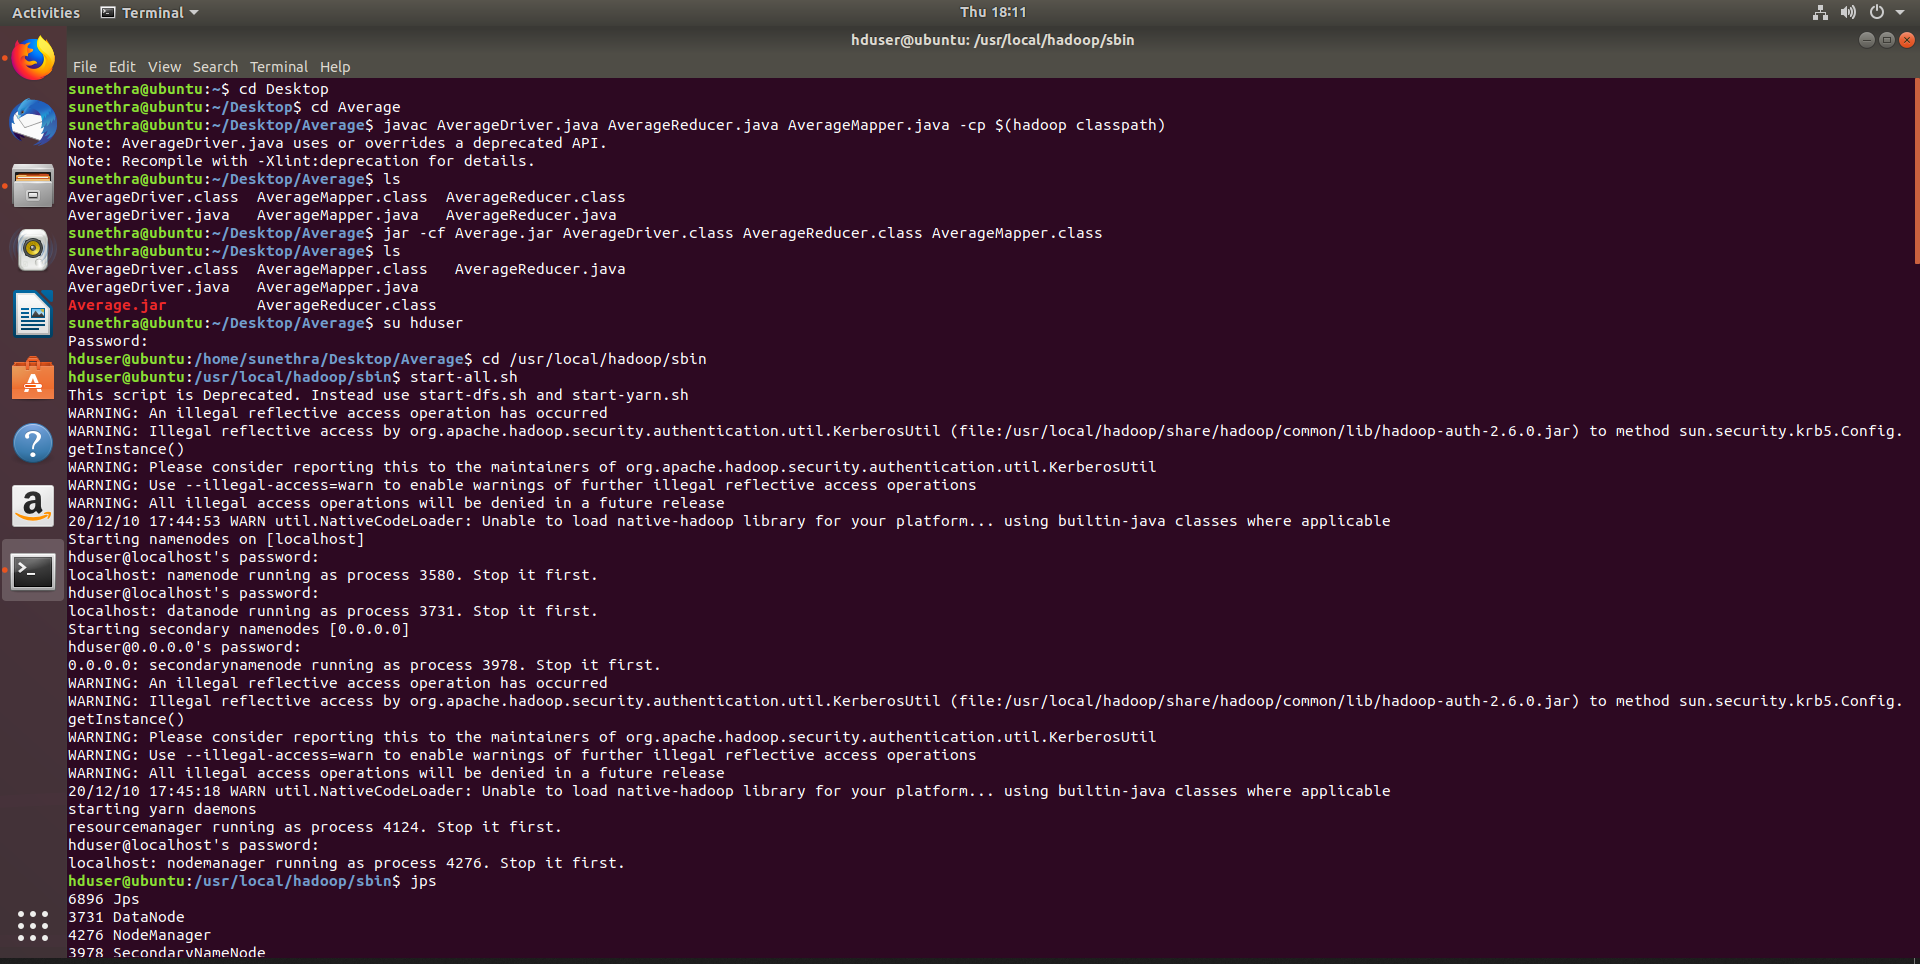 Activities Terminal Thu 18:11
hduser@ubuntu: /usr/local/hadoop/sbin
File Edit View Search Terminal Help
sunethra@ubuntu:~$ cd Desktop
sunethra@ubuntu:~/Desktop$ cd Average
sunethra@ubuntu:~/Desktop/Average$ javac AverageDriver.java AverageReducer.java AverageMapper.java -cp $(hadoop classpath)
Note: AverageDriver.java uses or overrides a deprecated API.
Note: Recompile with -Xlint:deprecation for details.
sunethra@ubuntu:~/Desktop/Average$ ls
AverageDriver.class  AverageMapper.class  AverageReducer.class
AverageDriver.java   AverageMapper.java   AverageReducer.java
sunethra@ubuntu:~/Desktop/Average$ jar -cf Average.jar AverageDriver.class AverageReducer.class AverageMapper.class
sunethra@ubuntu:~/Desktop/Average$ ls
AverageDriver.class  AverageMapper.class   AverageReducer.java
AverageDriver.java   AverageMapper.java
Average.jar          AverageReducer.class
sunethra@ubuntu:~/Desktop/Average$ su hduser
Password:
hduser@ubuntu:/home/sunethra/Desktop/Average$ cd /usr/local/hadoop/sbin
hduser@ubuntu:/usr/local/hadoop/sbin$ start-all.sh
This script is Deprecated. Instead use start-dfs.sh and start-yarn.sh
WARNING: An illegal reflective access operation has occurred
WARNING: Illegal reflective access by org.apache.hadoop.security.authentication.util.KerberosUtil (file:/usr/local/hadoop/share/hadoop/common/lib/hadoop-auth-2.6.0.jar) to method sun.security.krb5.Config.
getInstance()
WARNING: Please consider reporting this to the maintainers of org.apache.hadoop.security.authentication.util.KerberosUtil
WARNING: Use --illegal-access=warn to enable warnings of further illegal reflective access operations
WARNING: All illegal access operations will be denied in a future release
20/12/10 17:44:53 WARN util.NativeCodeLoader: Unable to load native-hadoop library for your platform... using builtin-java classes where applicable
Starting namenodes on [localhost]
hduser@localhost's password:
localhost: namenode running as process 3580. Stop it first.
hduser@localhost's password:
localhost: datanode running as process 3731. Stop it first.
Starting secondary namenodes [0.0.0.0]
hduser@0.0.0.0's password:
0.0.0.0: secondarynamenode running as process 3978. Stop it first.
WARNING: An illegal reflective access operation has occurred
WARNING: Illegal reflective access by org.apache.hadoop.security.authentication.util.KerberosUtil (file:/usr/local/hadoop/share/hadoop/common/lib/hadoop-auth-2.6.0.jar) to method sun.security.krb5.Config.
getInstance()
WARNING: Please consider reporting this to the maintainers of org.apache.hadoop.security.authentication.util.KerberosUtil
WARNING: Use --illegal-access=warn to enable warnings of further illegal reflective access operations
WARNING: All illegal access operations will be denied in a future release
20/12/10 17:45:18 WARN util.NativeCodeLoader: Unable to load native-hadoop library for your platform... using builtin-java classes where applicable
starting yarn daemons
resourcemanager running as process 4124. Stop it first.
hduser@localhost's password:
localhost: nodemanager running as process 4276. Stop it first.
hduser@ubuntu:/usr/local/hadoop/sbin$ jps
6896 Jps
3731 DataNode
4276 NodeManager
3978 SecondaryNameNode